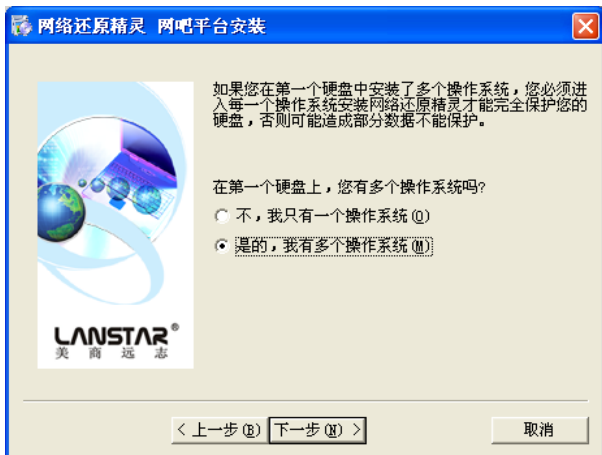 网络还原精灵 网吧平台安装
如果您在第一个硬盘中安装了多个操作系统，您必须进
入每一个操作系统安装网络还原精灵才能完全保护您的
硬盘，否则可能造成部分数据不能保护。
在第一个硬盘上，您有多个操作系统吗?
不，我只有一个操作系统(O)
是的，我有多个操作系统(M)
LANSTAR®
美商远志
< 上一步(B)
下一步(N) >
取消